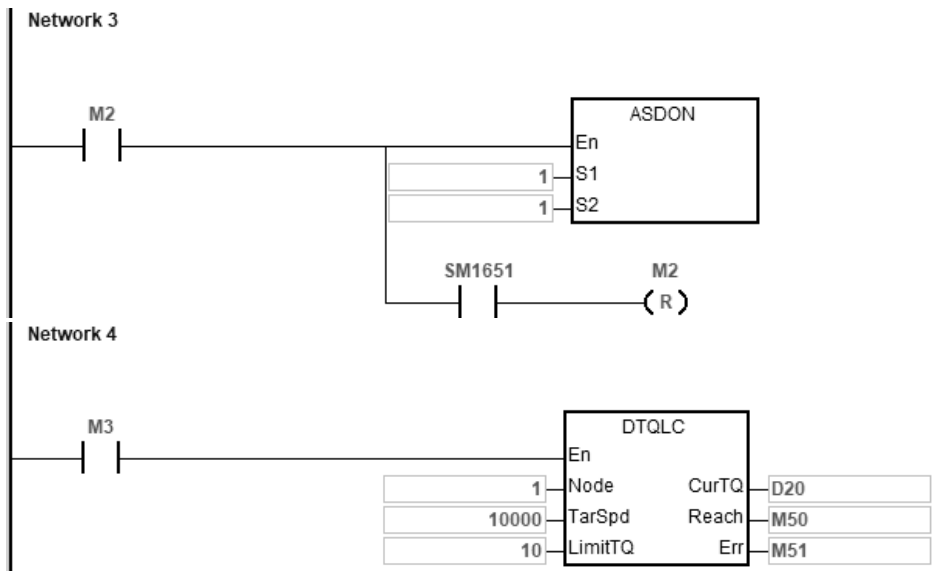 Network 3
M2
ASDON
En
1 S1
1 S2
SM1651 M2
( R )
Network 4
M3
DTQLC
En
1 Node CurTQ D20
10000 TarSpd Reach M50
10 LimitTQ Err M51